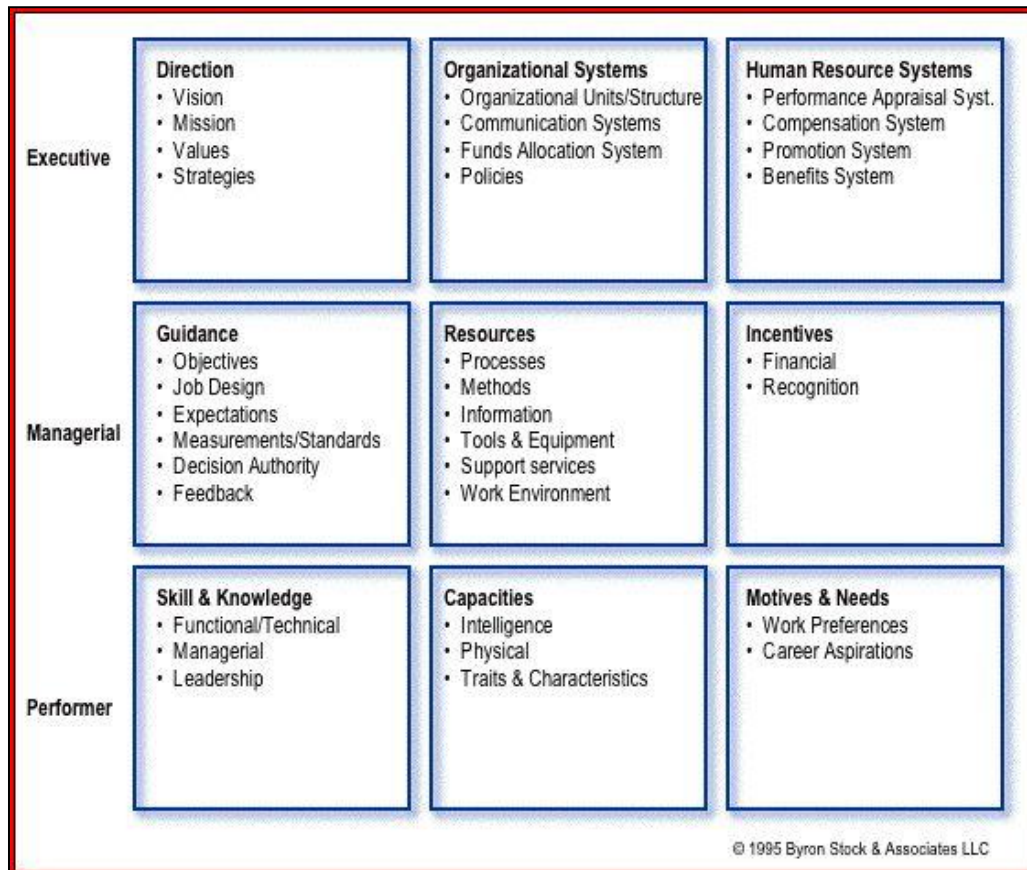 Executive
Direction
• Vision
• Mission
• Values
• Strategies
Organizational Systems
• Organizational Units/Structure
• Communication Systems
• Funds Allocation System
• Policies
Human Resource Systems
• Performance Appraisal Syst.
• Compensation System
• Promotion System
• Benefits System
Managerial
Guidance
• Objectives
• Job Design
• Expectations
• Measurements/Standards
• Decision Authority
• Feedback
Resources
• Processes
• Methods
• Information
• Tools & Equipment
• Support services
• Work Environment
Incentives
• Financial
• Recognition
Performer
Skill & Knowledge
• Functional/Technical
• Managerial
• Leadership
Capacities
• Intelligence
• Physical
• Traits & Characteristics
Motives & Needs
• Work Preferences
• Career Aspirations
© 1995 Byron Stock & Associates LLC